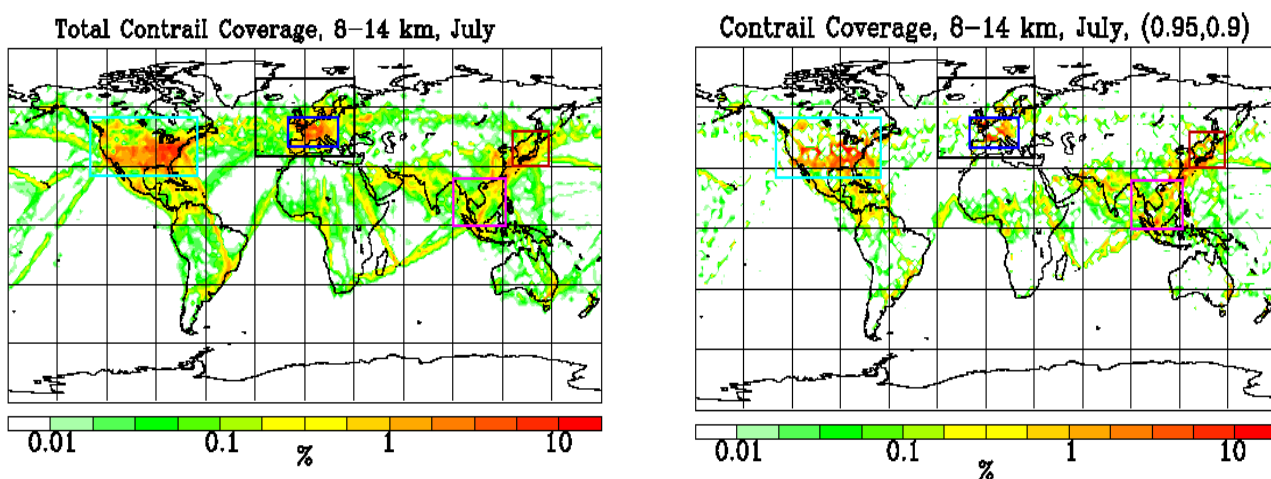 Total Contrail Coverage, 8-14 km, July
0.01 0.1 1 10
%
Contrail Coverage, 8-14 km, July, (0.95,0.9)
0.01 0.1 1 10
%